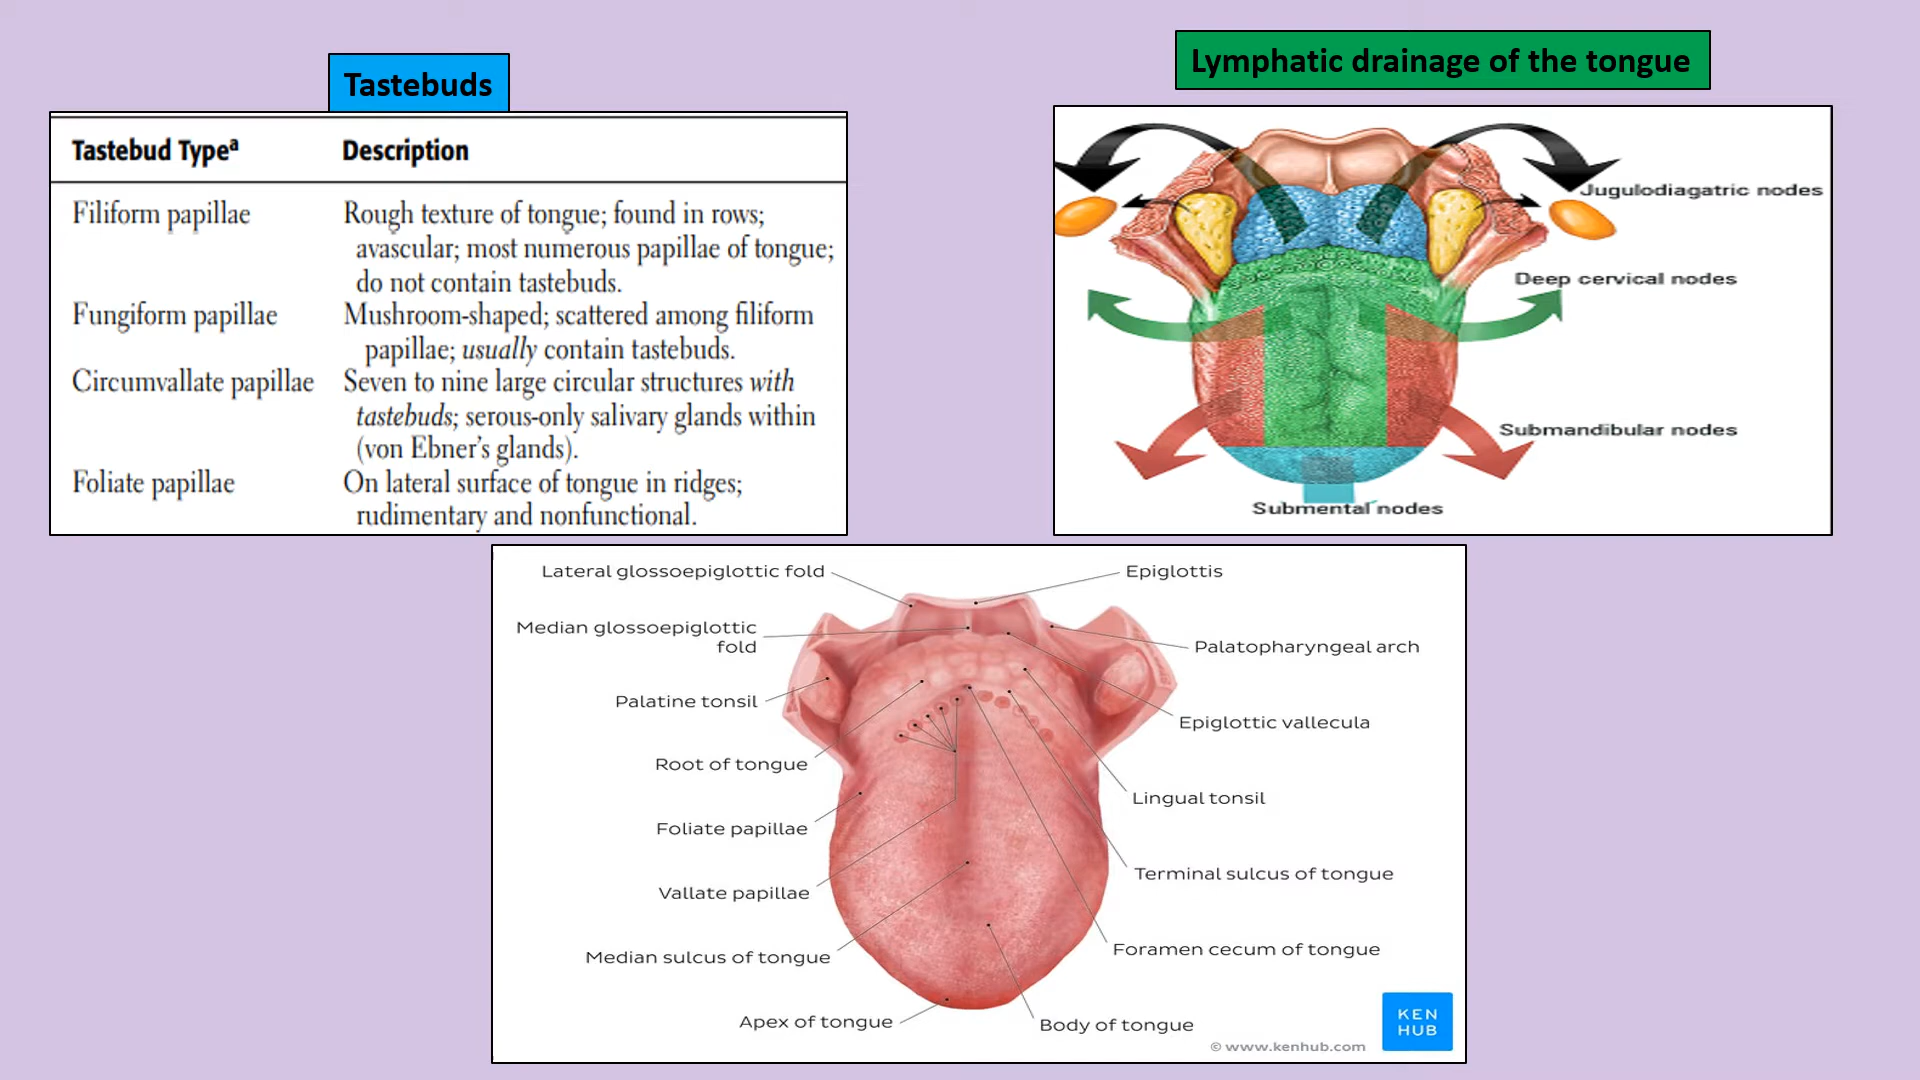 Tastebuds
Tastebud Typeª Description
Filiform papillae Rough texture of tongue; found in rows;
avascular; most numerous papillae of tongue;
do not contain tastebuds.
Fungiform papillae Mushroom-shaped; scattered among filiform
papillae; usually contain tastebuds.
Circumvallate papillae Seven to nine large circular structures with
tastebuds; serous-only salivary glands within
(von Ebner's glands).
Foliate papillae On lateral surface of tongue in ridges;
rudimentary and nonfunctional.
Lymphatic drainage of the tongue
Jugulodiagatric nodes
Deep cervical nodes
Submandibular nodes
Submental nodes
Lateral glossoepiglottic fold
Median glossoepiglottic
fold
Palatine tonsil
Root of tongue
Foliate papillae
Vallate papillae
Median sulcus of tongue
Apex of tongue
Epiglottis
Palatopharyngeal arch
Epiglottic vallecula
Lingual tonsil
Terminal sulcus of tongue
Foramen cecum of tongue
Body of tongue
© www.kenhub.com
KEN
HUB